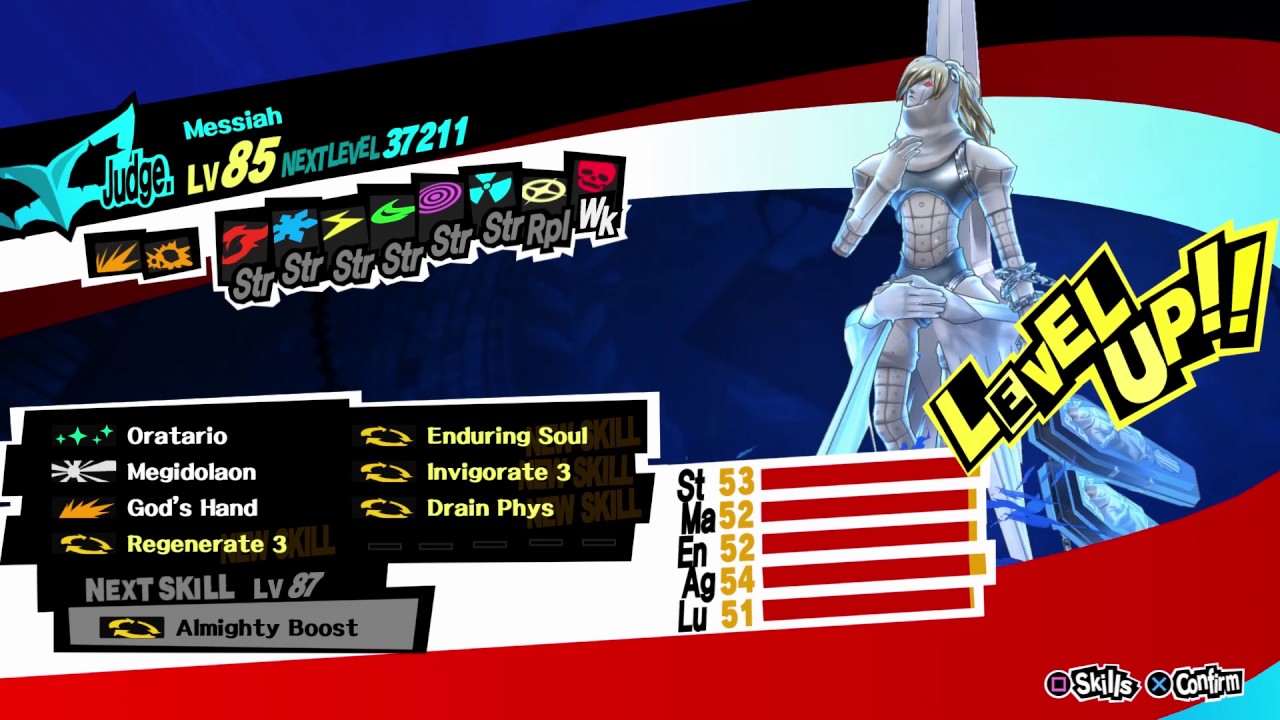 Messiah
Judge. LV 85 NEXT LEVEL 37211
Str Str Str Str Str Str Rpl Wk
LEVEL UP!!
Oratario
Megidolaon
God's Hand
Regenerate 3 NEW SKILL
Enduring Soul NEW SKILL
Invigorate 3 NEW SKILL
Drain Phys NEW SKILL
NEXT SKILL LV 87
Almighty Boost
St 53
Ma 52
En 52
Ag 54
Lu 51
Skills Confirm